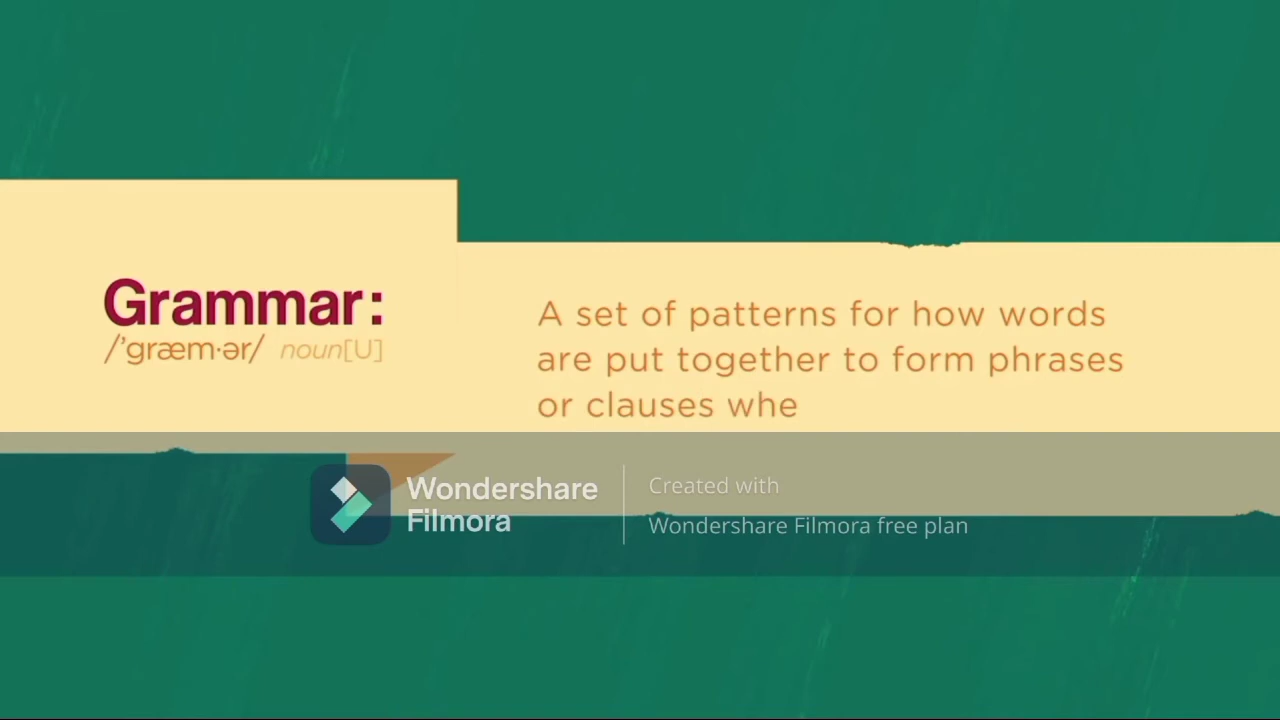 Grammar:
/'græm·ər/ noun[U]
A set of patterns for how words
are put together to form phrases
or clauses whe
Wondershare
Filmora
Created with
Wondershare Filmora free plan